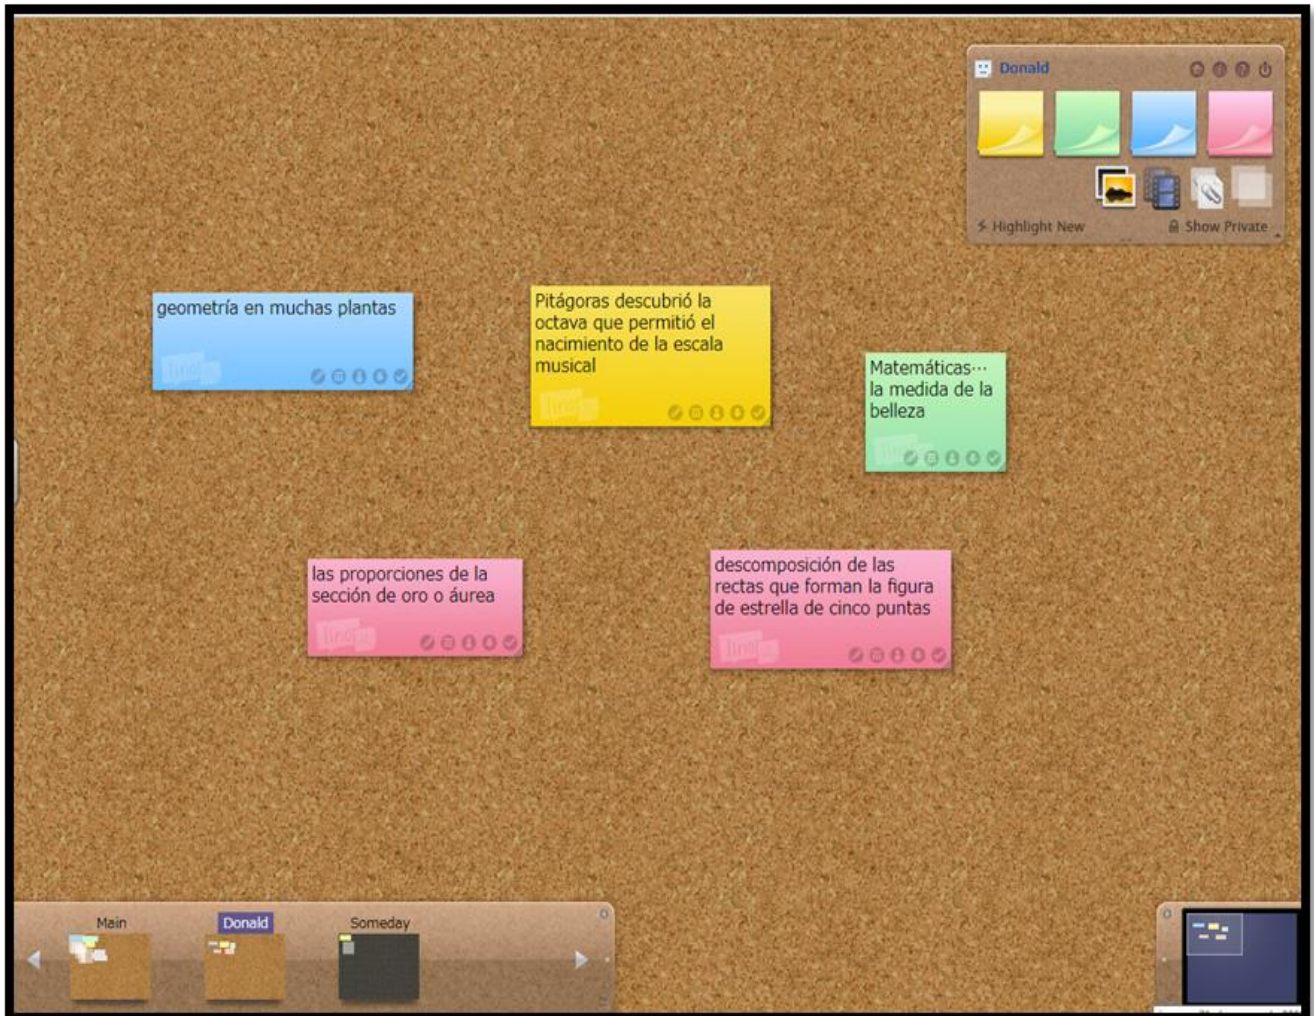 Donald
Highlight New
Show Private
geometría en muchas plantas
Pitágoras descubrió la
octava que permitió el
nacimiento de la escala
musical
Matemáticas···
la medida de la
belleza
las proporciones de la
sección de oro o áurea
descomposición de las
rectas que forman la figura
de estrella de cinco puntas
Main
Donald
Someday